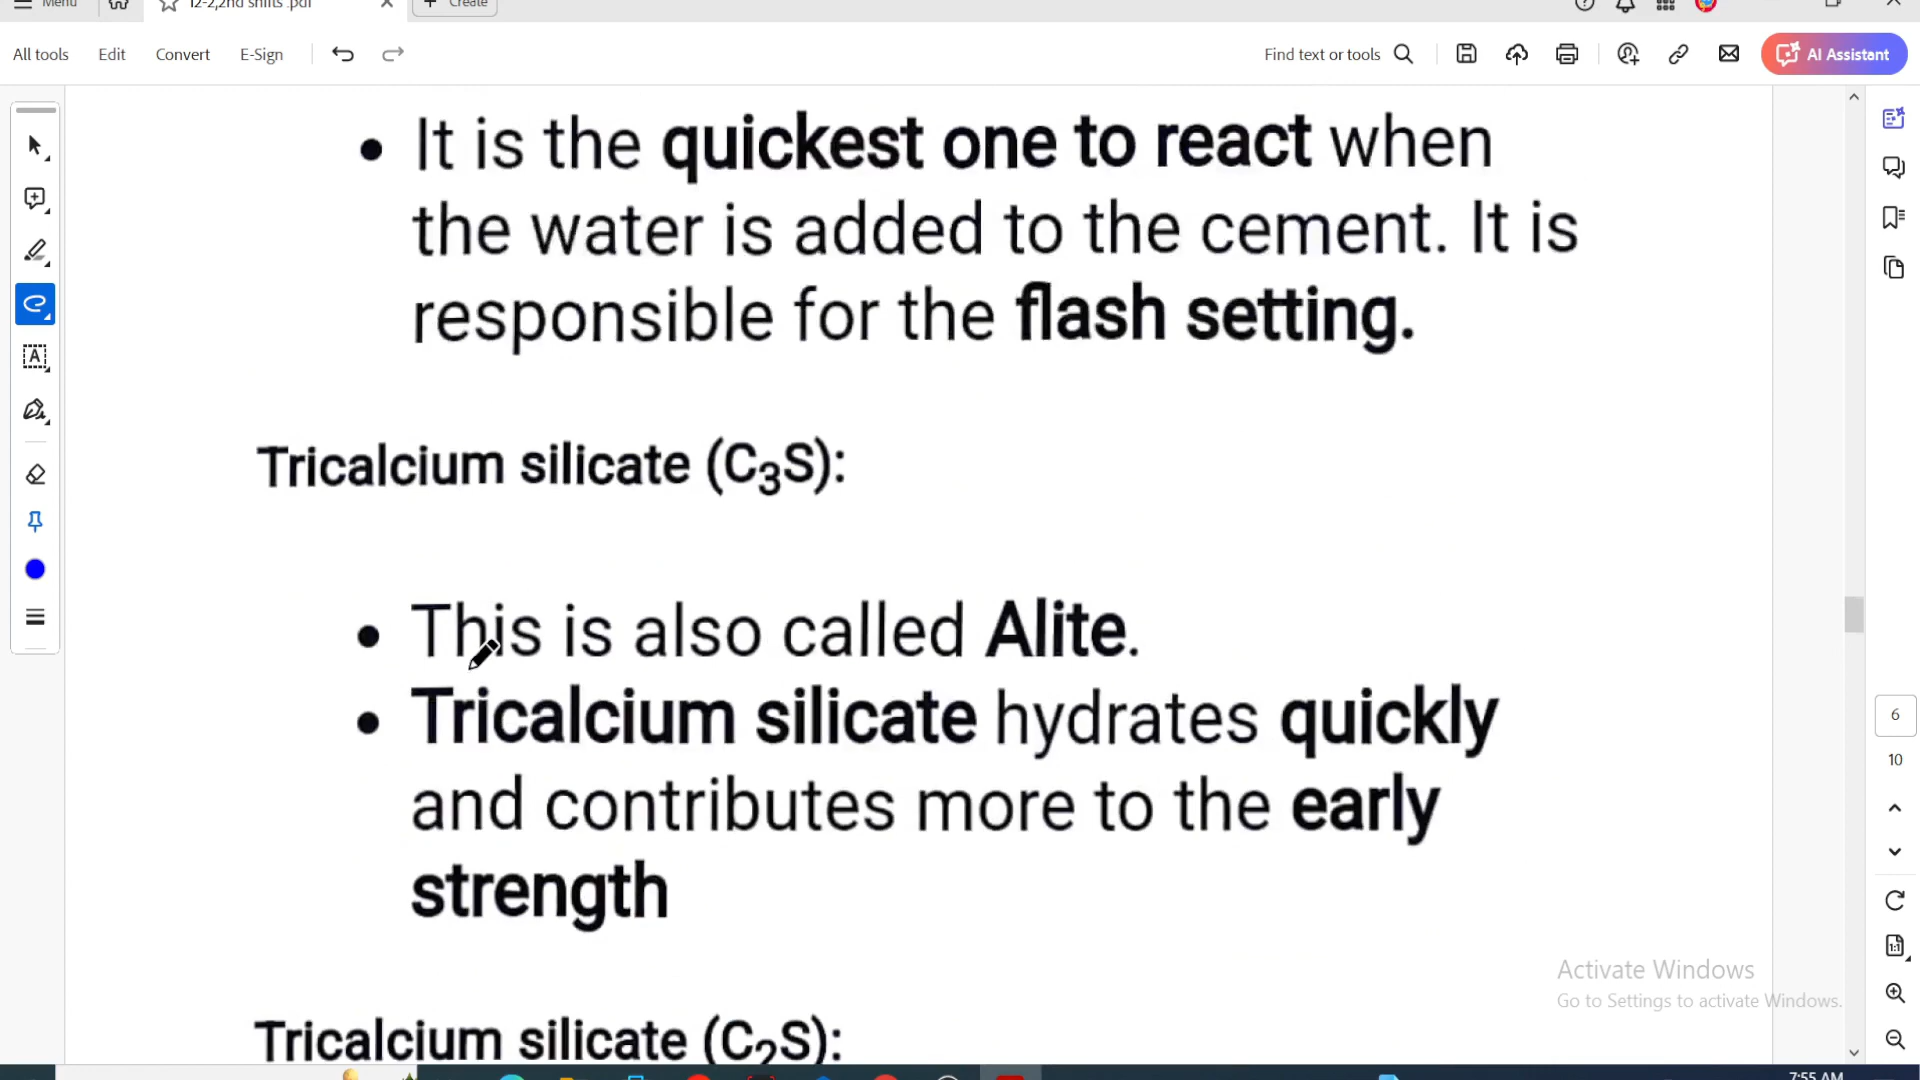 Menu
12-2,2nd shifts .pdf
Create
All tools
Edit
Convert
E-Sign
Find text or tools
AI Assistant
• It is the quickest one to react when
the water is added to the cement. It is
responsible for the flash setting.
Tricalcium silicate (C₃S):
• This is also called Alite.
• Tricalcium silicate hydrates quickly
and contributes more to the early
strength
Tricalcium silicate (C₂S):
6
10
Activate Windows
Go to Settings to activate Windows.
7:55 AM